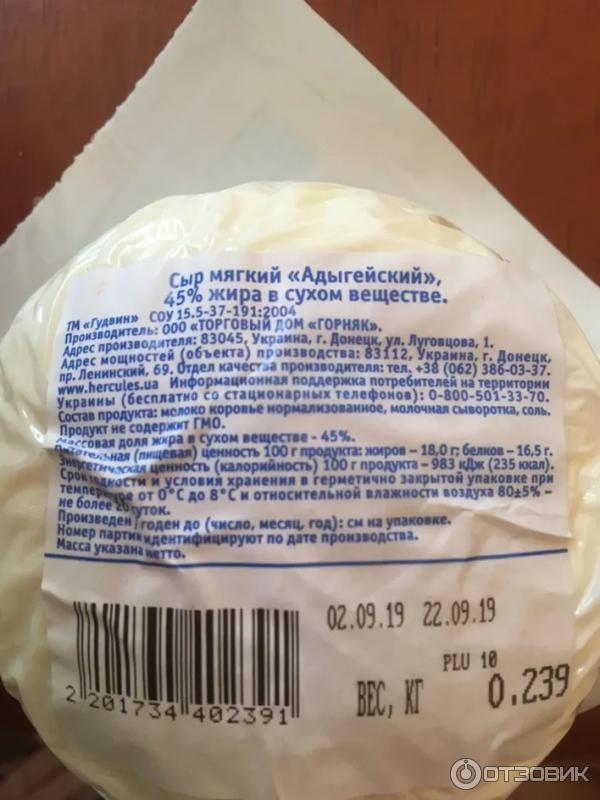 Сыр мягкий «Адыгейский»,
45% жира в сухом веществе.
ТМ «Гудвин» СОУ 15.5-37-191:2004
Производитель: ООО «ТОРГОВЫЙ ДОМ «ГОРНЯК».
Адрес производителя: 83045, Украина, г. Донецк, ул. Луговцова, 1.
Адрес мощностей (объекта) производства: 83112, Украина, г. Донецк,
пр. Ленинский, 69. Отдел качества производителя: тел. +38 (062) 386-03-37.
www.hercules.ua Информационная поддержка потребителей на территории
Украины (бесплатно со стационарных телефонов): 0-800-501-33-70.
Состав продукта: молоко коровье нормализованное, молочная сыворотка, соль.
Продукт не содержит ГМО.
Массовая доля жира в сухом веществе - 45%.
Питательная (пищевая) ценность 100 г продукта: жиров – 18,0 г; белков – 16,5 г.
Энергетическая ценность (калорийность) 100 г продукта – 983 кДж (235 ккал).
Срок годности и условия хранения в герметично закрытой упаковке при
температуре от 0°С до 8°С и относительной влажности воздуха 80±5% –
не более суток.
Произведен годен до (число, месяц, год): см на упаковке.
Номер партии идентифицируют по дате производства.
Масса указана нетто.
02.09.19 22.09.19
PLU 10
ВЕС, КГ 0.239
2 201734 402391
ОТЗОВИК